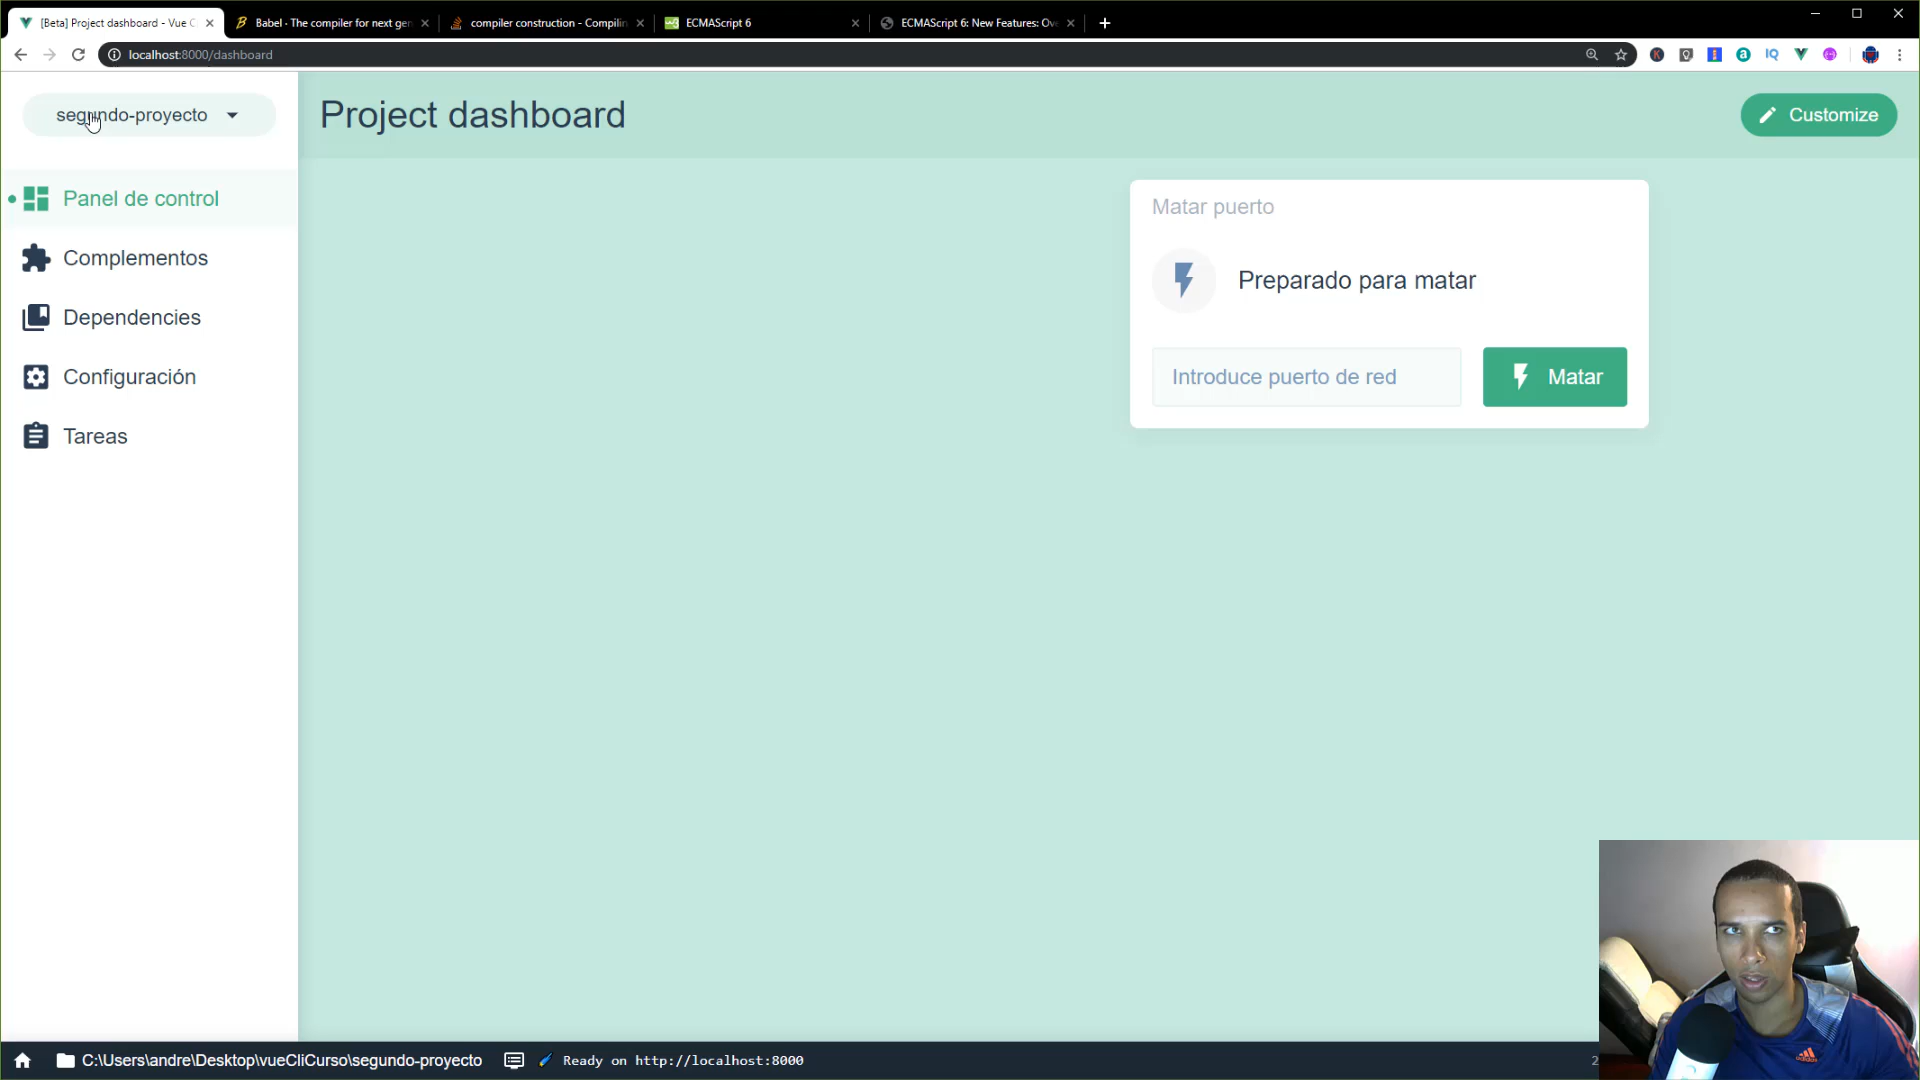 [Beta] Project dashboard - Vue C
Babel · The compiler for next gen
compiler construction - Compilin
ECMAScript 6
ECMAScript 6: New Features: Ove
localhost:8000/dashboard
segundo-proyecto
Project dashboard
Customize
Panel de control
Complementos
Dependencies
Configuración
Tareas
Matar puerto
Preparado para matar
Introduce puerto de red
Matar
C:\Users\andre\Desktop\vueCliCurso\segundo-proyecto
Ready on http://localhost:8000